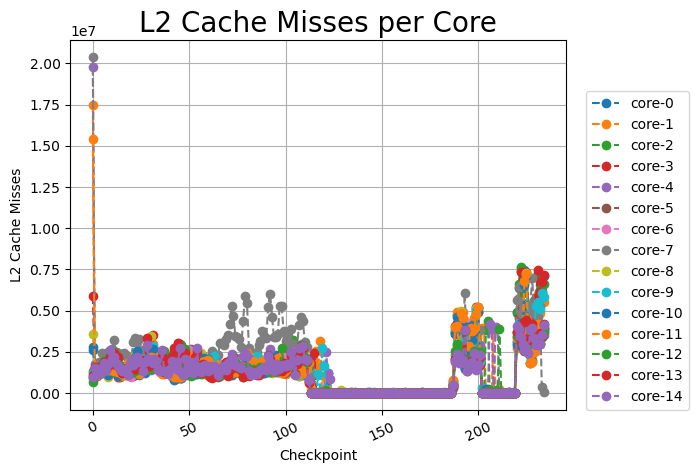 L2 Cache Misses per Core
1e7
2.00
1.75
1.50
1.25
1.00
0.75
0.50
0.25
0.00
L2 Cache Misses
0
50
100
150
200
Checkpoint
core-0
core-1
core-2
core-3
core-4
core-5
core-6
core-7
core-8
core-9
core-10
core-11
core-12
core-13
core-14